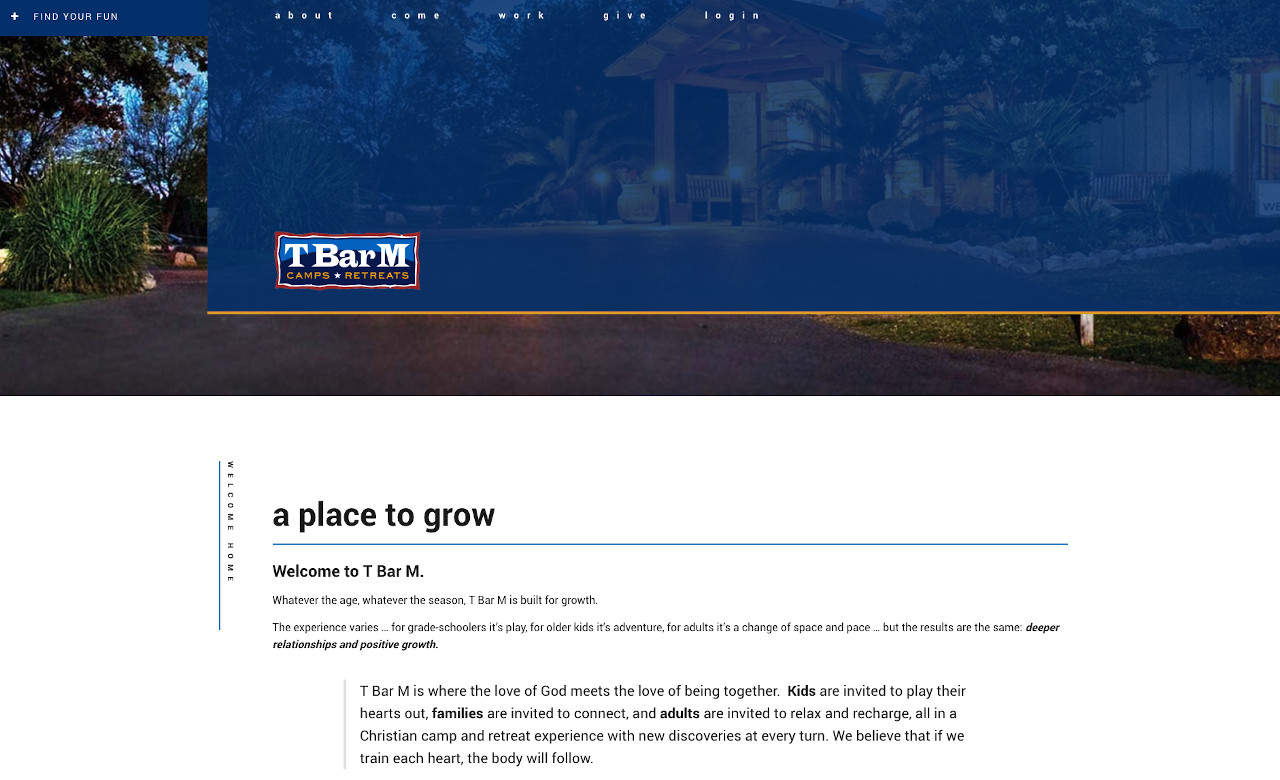 + FIND YOUR FUN
about come work give login
T Bar M
CAMPS ★ RETREATS
WELCOME HOME
a place to grow
Welcome to T Bar M.
Whatever the age, whatever the season, T Bar M is built for growth.
The experience varies ... for grade-schoolers it's play, for older kids it's adventure, for adults it's a change of space and pace ... but the results are the same: deeper
relationships and positive growth.
T Bar M is where the love of God meets the love of being together. Kids are invited to play their
hearts out, families are invited to connect, and adults are invited to relax and recharge, all in a
Christian camp and retreat experience with new discoveries at every turn. We believe that if we
train each heart, the body will follow.